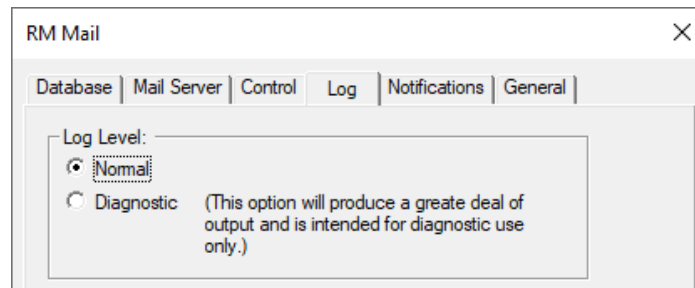 RM Mail
Database Mail Server Control Log Notifications General
Log Level:
Normal
Diagnostic (This option will produce a greate deal of
output and is intended for diagnostic use
only.)